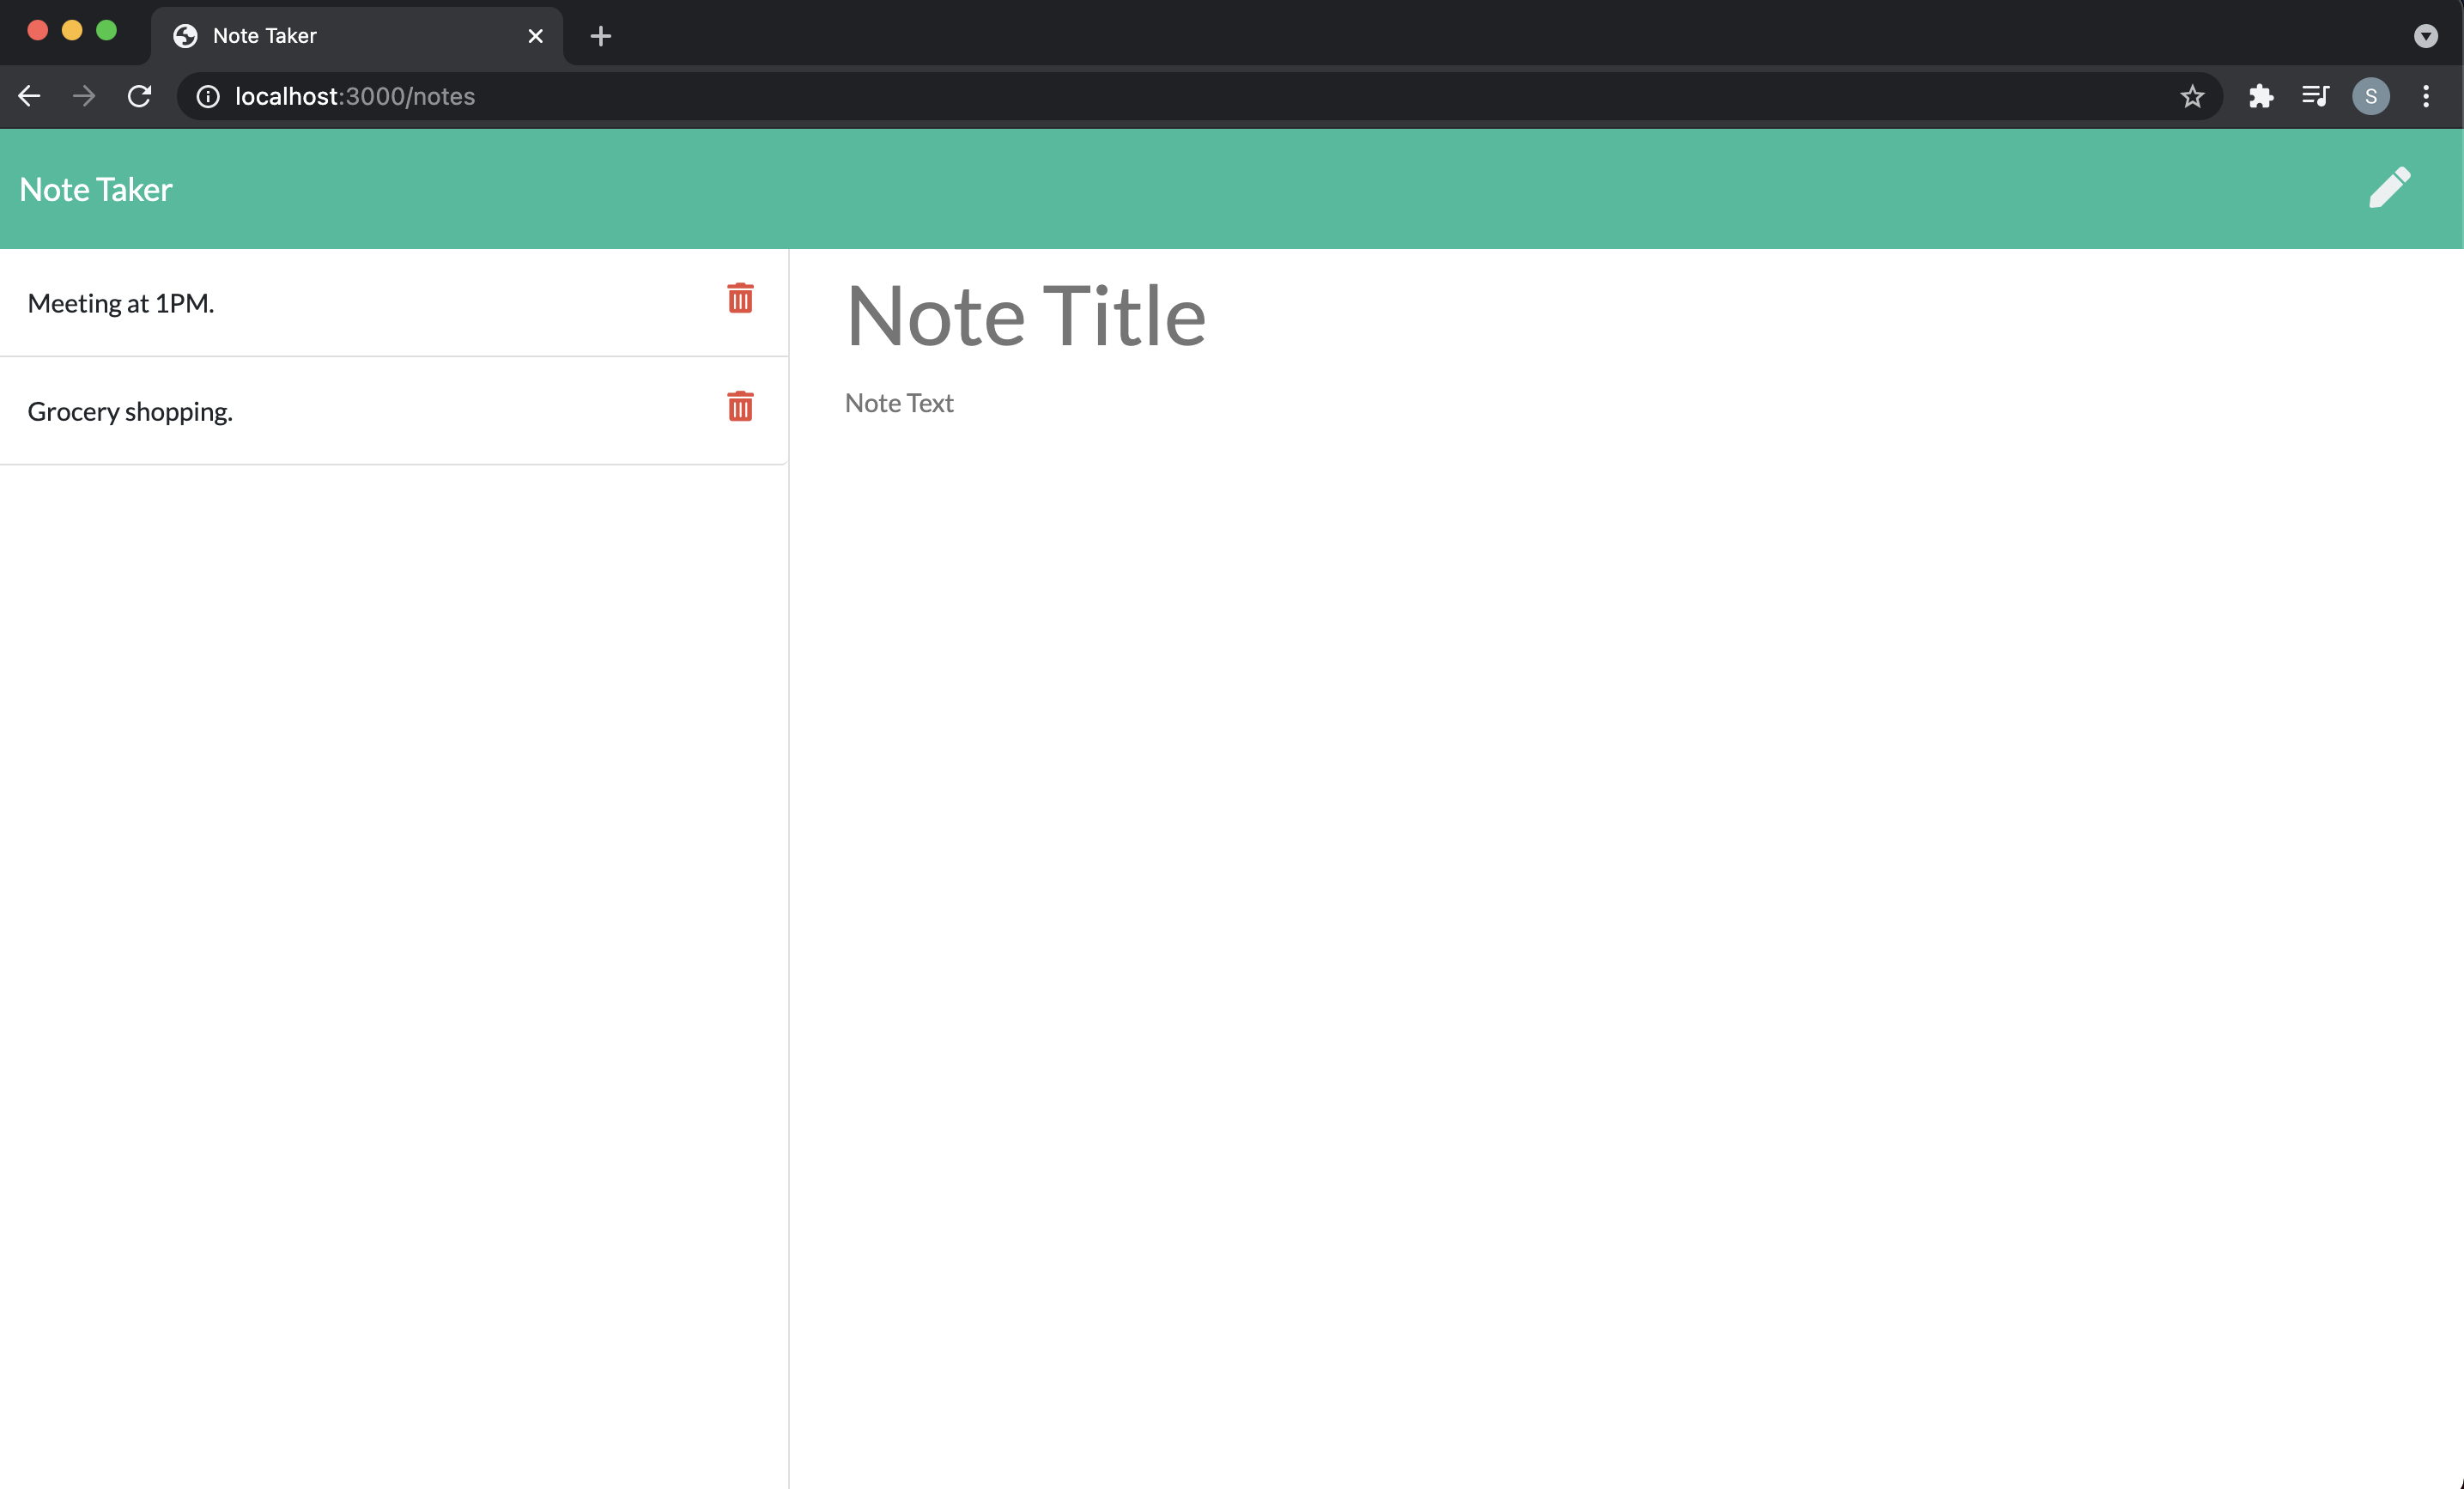 Note Taker
localhost:3000/notes
S
Note Taker
Meeting at 1PM.
Grocery shopping.
Note Title
Note Text